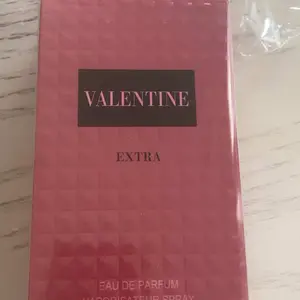 VALENTINE
EXTRA
EAU DE PARFUM
VAPORISATEUR SPRAY